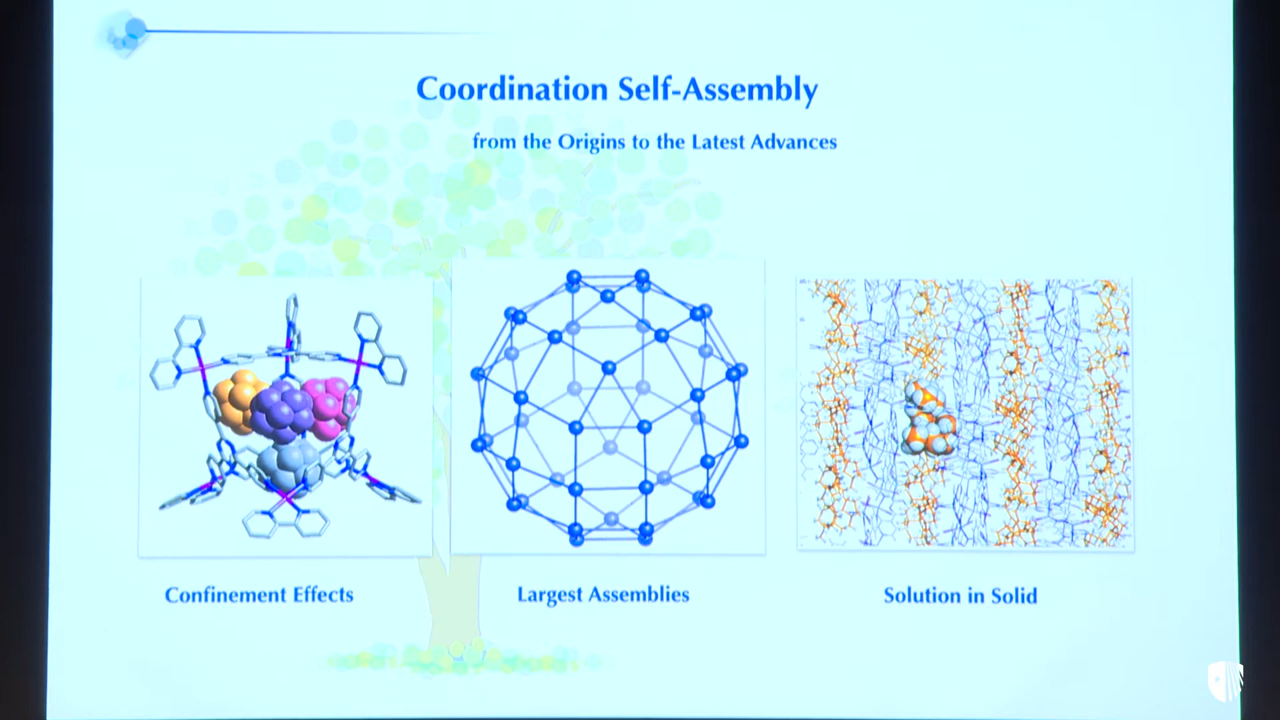 Coordination Self-Assembly
from the Origins to the Latest Advances
Confinement Effects
Largest Assemblies
Solution in Solid